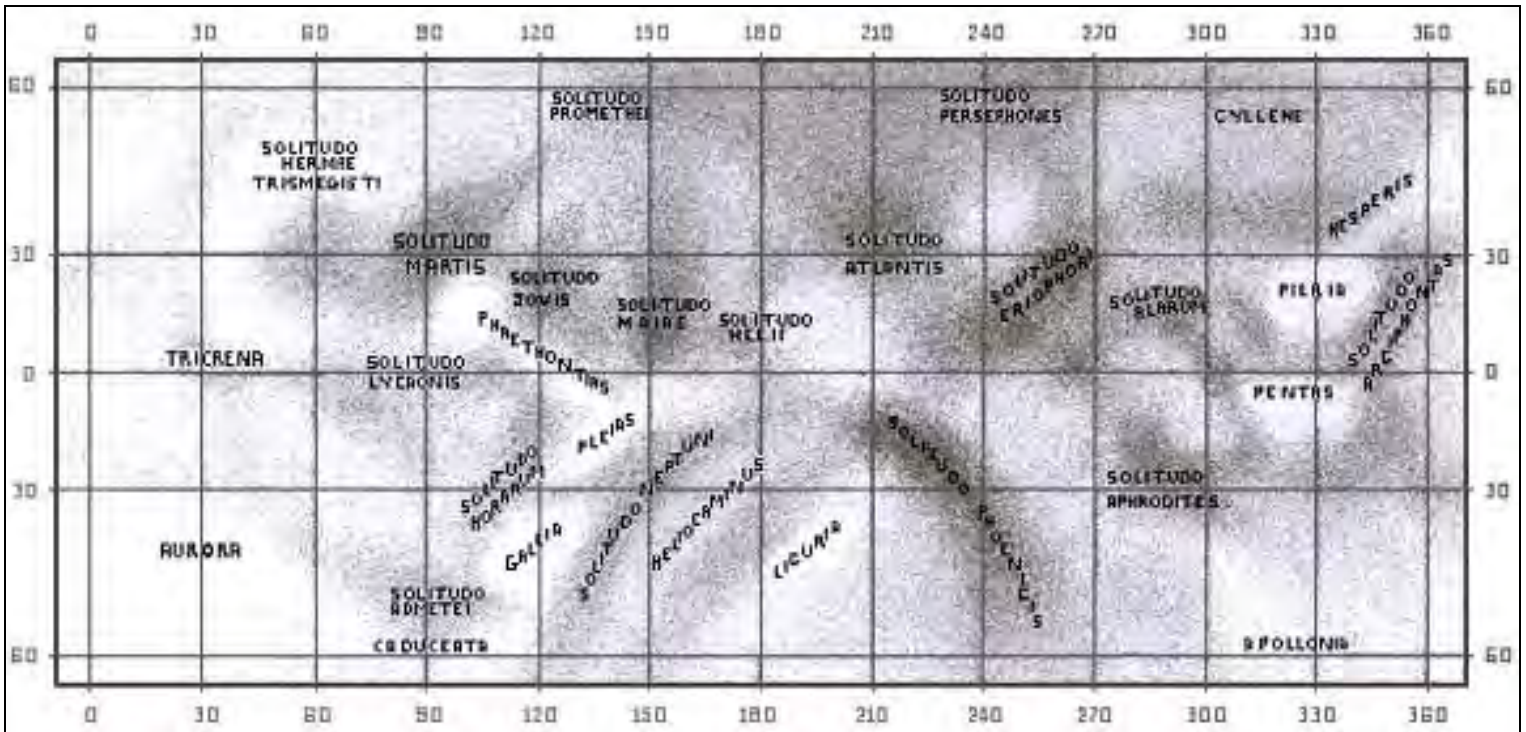 0 30 60 90 120 150 180 210 240 270 300 330 360
60 60
SOLITUDO
PROMETHEI
SOLITUDO
PERSEPHONES
CYLLENE
SOLITUDO
HERMAE
TRISMEGISTI
HESPERIS
SOLITUDO
MARTIS
SOLITUDO
ATLANTIS
SOLITUDO
CRIOPHORI
30 30
SOLITUDO
JOVIS
SOLITUDO
MAIAE
SOLITUDO
HELII
SOLITUDO
ALARUM
PIERIA
SOLITUDO
ARGIPHONTAS
PHAETHONTIAS
TRICRENA
SOLITUDO
LYCAONIS
0 0
PENTAS
PLEIAS
SOLITUDO
HORARUM
SOLITUDO NEPTUNI
HELIOCAMINUS
SOLITUDO PHOENICIS
SOLITUDO
APHRODITES
30 30
GALLIA
LIGURIA
AURORA
SOLITUDO
ADMETEI
CADUCEATA
APOLLONIA
60 60
0 30 60 90 120 150 180 210 240 270 300 330 360